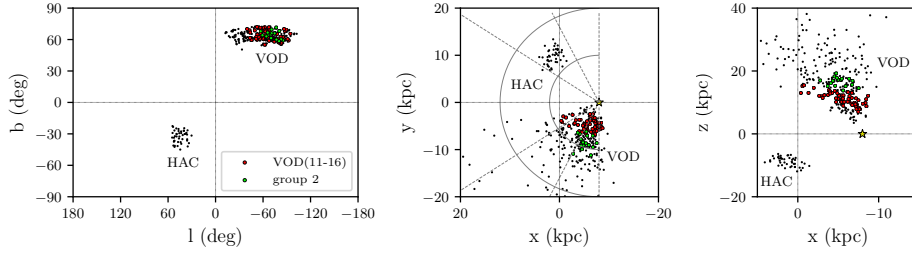 90
60
30
0
−30
−60
−90
b (deg)
VOD
HAC
VOD(11-16)
group 2
180
120
60
0
−60
−120
−180
l (deg)
20
10
0
−10
−20
y (kpc)
HAC
VOD
20
10
0
−10
−20
x (kpc)
40
20
0
−20
z (kpc)
VOD
HAC
0
−10
x (kpc)